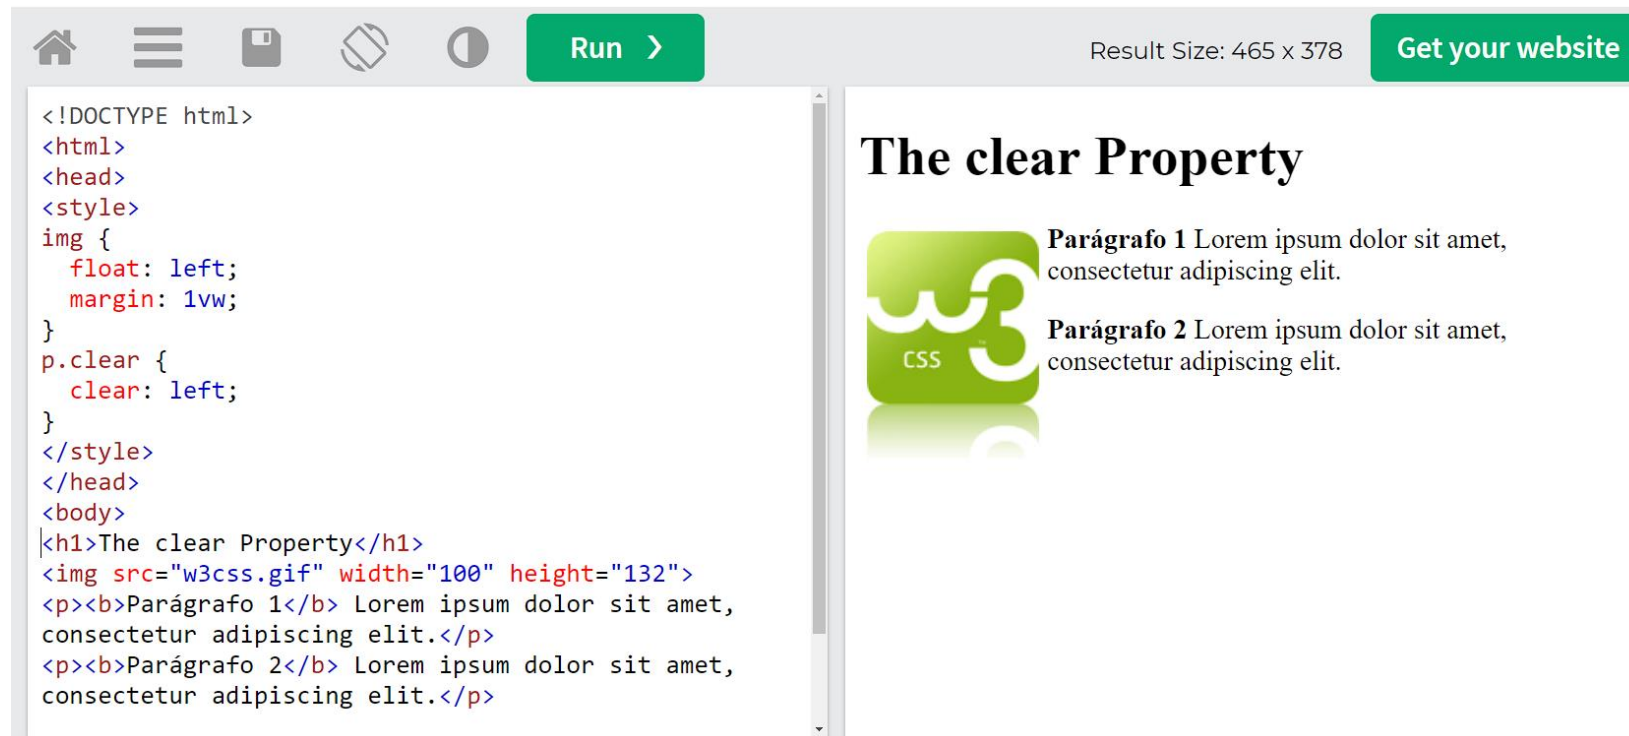 Run ❯
Result Size: 465 x 378
Get your website
<!DOCTYPE html>
<html>
<head>
<style>
img {
  float: left;
  margin: 1vw;
}
p.clear {
  clear: left;
}
</style>
</head>
<body>
<h1>The clear Property</h1>
<img src="w3css.gif" width="100" height="132">
<p><b>Parágrafo 1</b> Lorem ipsum dolor sit amet,
consectetur adipiscing elit.</p>
<p><b>Parágrafo 2</b> Lorem ipsum dolor sit amet,
consectetur adipiscing elit.</p>
The clear Property
w3
CSS
™
Parágrafo 1 Lorem ipsum dolor sit amet,
consectetur adipiscing elit.
Parágrafo 2 Lorem ipsum dolor sit amet,
consectetur adipiscing elit.